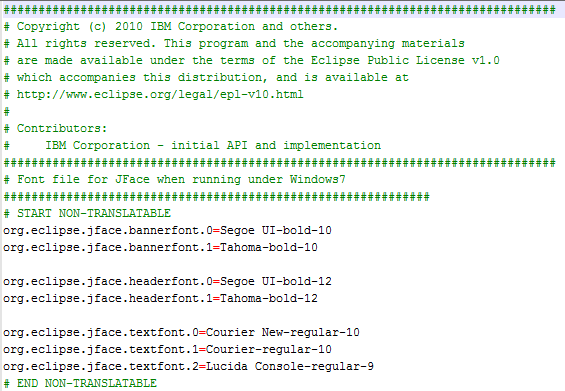 ###############################################################################
# Copyright (c) 2010 IBM Corporation and others.
# All rights reserved. This program and the accompanying materials
# are made available under the terms of the Eclipse Public License v1.0
# which accompanies this distribution, and is available at
# http://www.eclipse.org/legal/epl-v10.html
#
# Contributors:
#     IBM Corporation - initial API and implementation
###############################################################################
# Font file for JFace when running under Windows7
#############################################################
# START NON-TRANSLATABLE
org.eclipse.jface.bannerfont.0=Segoe UI-bold-10
org.eclipse.jface.bannerfont.1=Tahoma-bold-10

org.eclipse.jface.headerfont.0=Segoe UI-bold-12
org.eclipse.jface.headerfont.1=Tahoma-bold-12

org.eclipse.jface.textfont.0=Courier New-regular-10
org.eclipse.jface.textfont.1=Courier-regular-10
org.eclipse.jface.textfont.2=Lucida Console-regular-9
# END NON-TRANSLATABLE